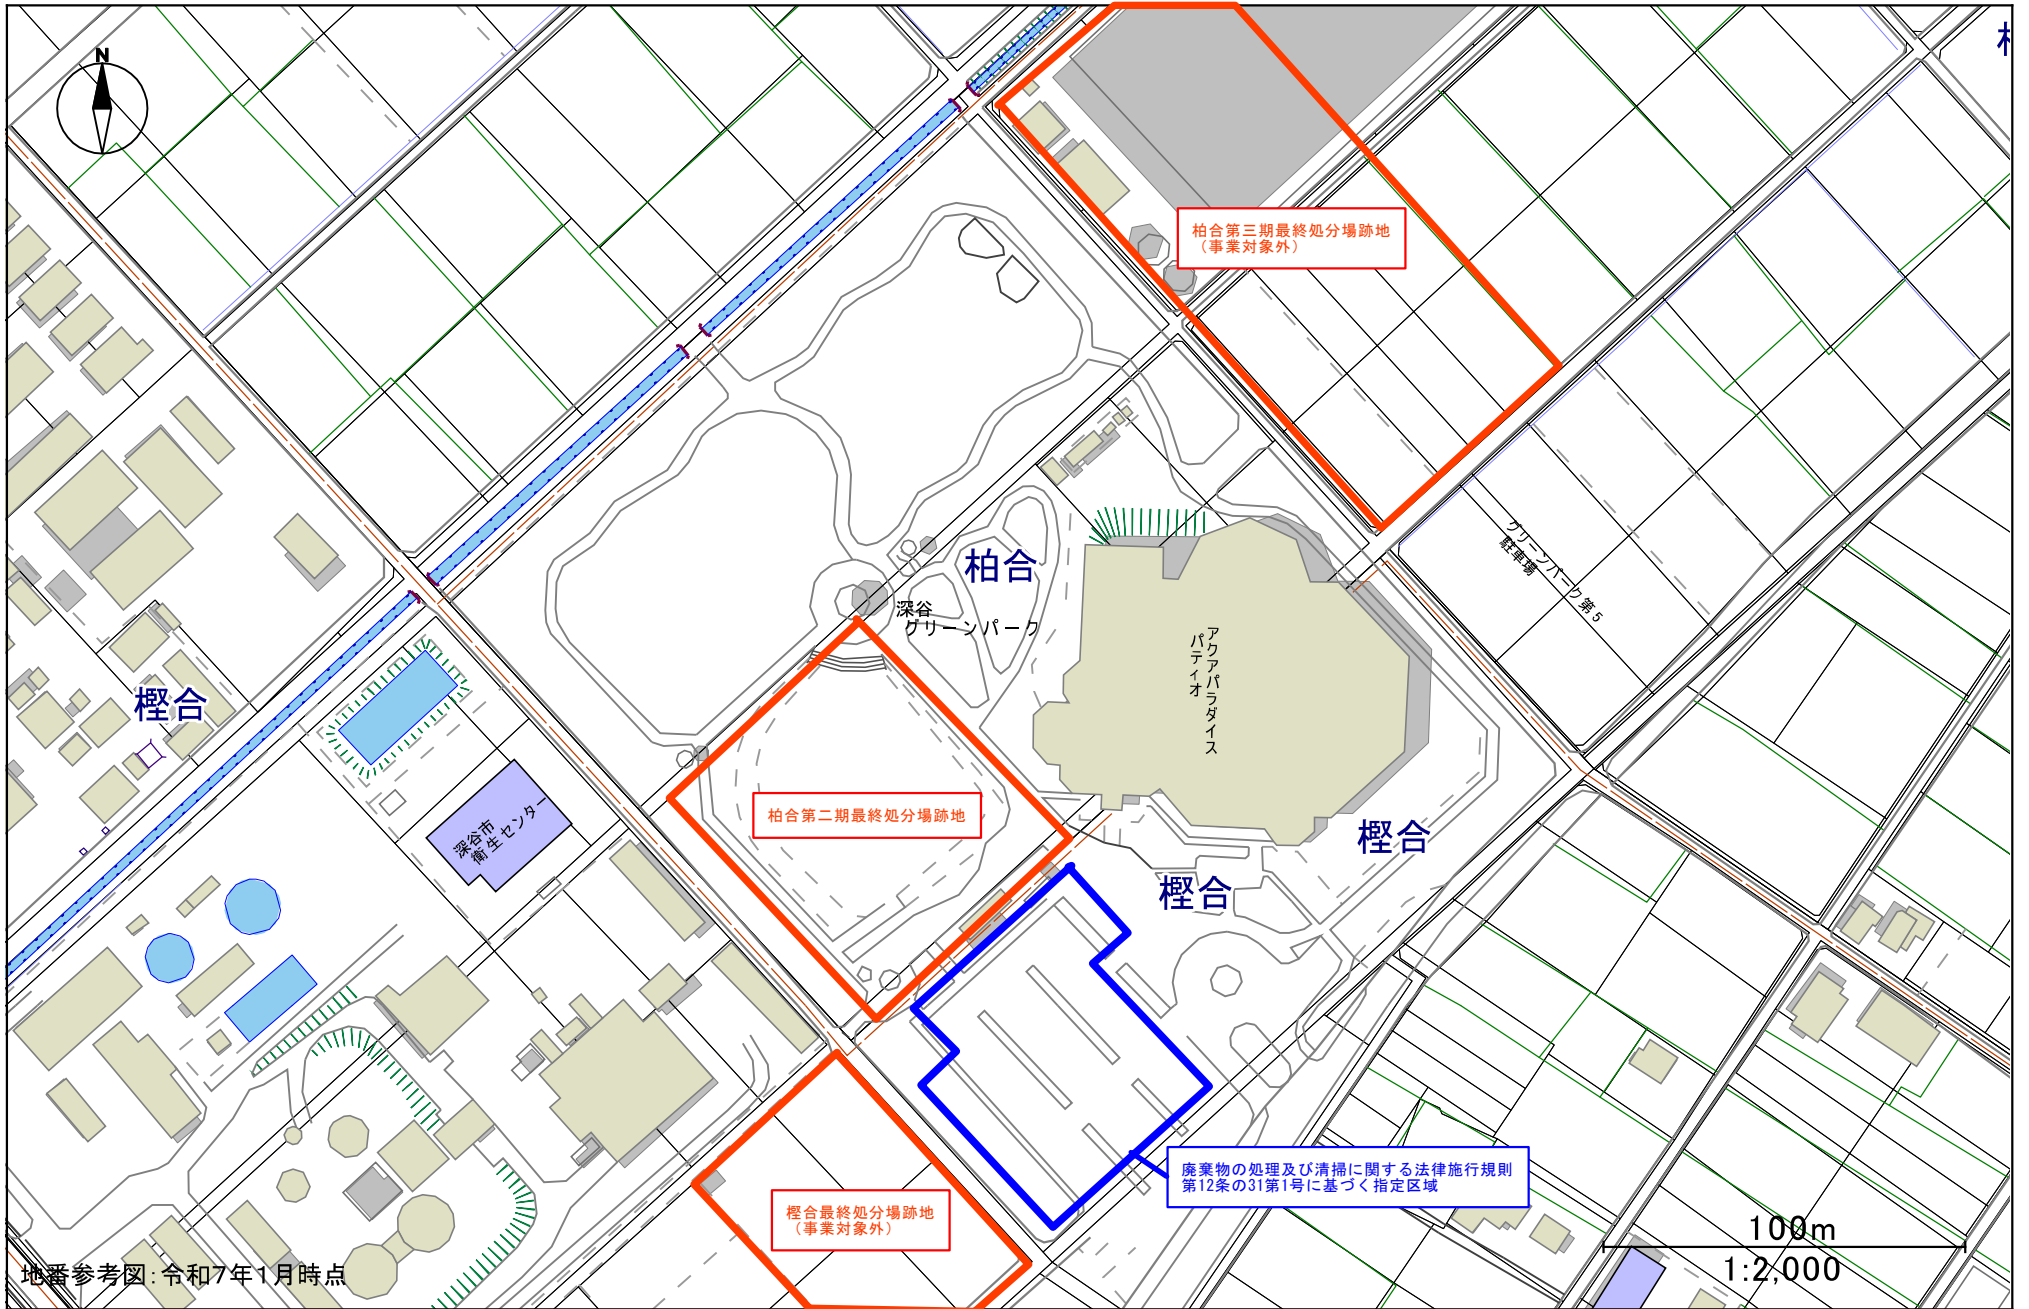 N
柏合第三期最終処分場跡地
（事業対象外）
グリーンパーク第5
駐車場
柏合
深谷
グリーンパーク
アクアパラダイス
パティオ
樫合
柏合第二期最終処分場跡地
深谷市
衛生センター
樫合
樫合
廃棄物の処理及び清掃に関する法律施行規則
第12条の31第1号に基づく指定区域
樫合最終処分場跡地
（事業対象外）
100m
1:2,000
地番参考図:令和7年1月時点